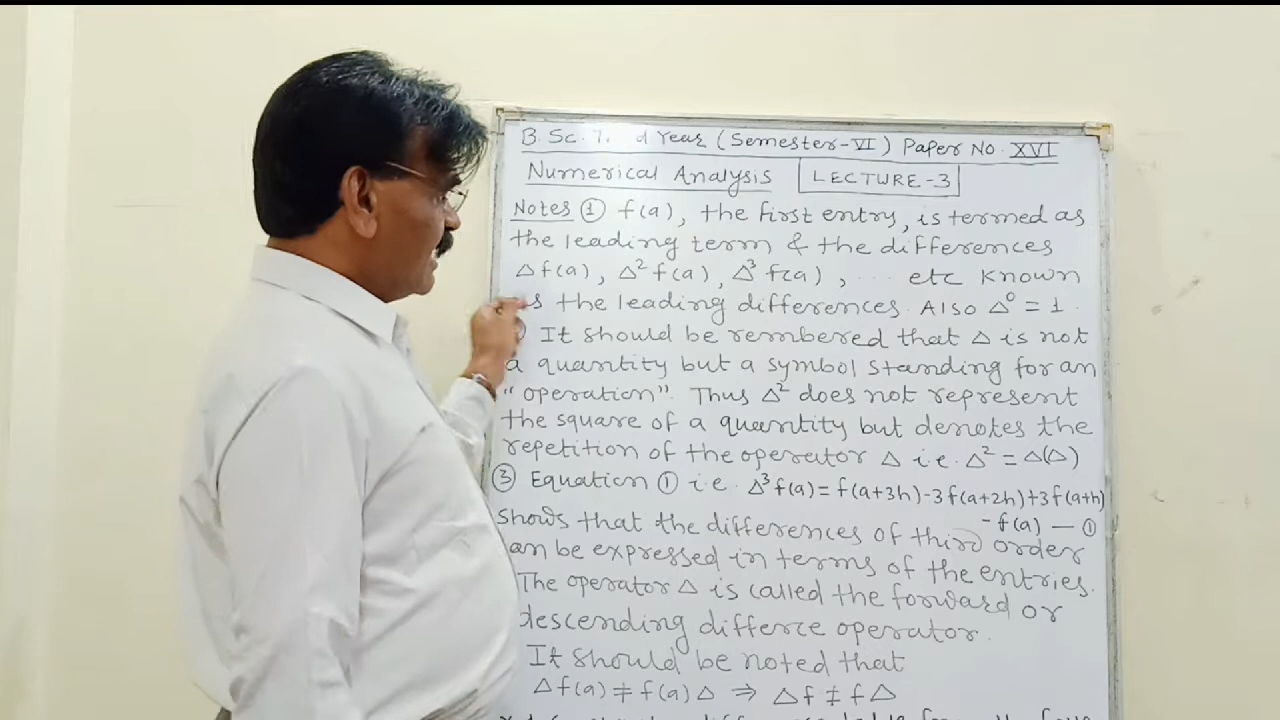 B. Sc. T d Year (Semester-VI) Paper No. XVI
Numerical Analysis LECTURE-3
Notes ① f(a), the first entry, is termed as
the leading term & the differences
Δf(a), Δ² f(a), Δ³ f(a), ... etc known
s the leading differences. Also Δ⁰ = 1.
It should be rembered that Δ is not
a quantity but a symbol standing for an
"operation". Thus Δ² does not represent
the square of a quantity but denotes the
repetition of the operator Δ i.e. Δ² = Δ(Δ)
③ Equation ① i.e. Δ³ f(a) = f(a+3h)-3f(a+2h)+3f(a+h)
-f(a) — ①
Shows that the differences of third order
an be expressed in terms of the entries.
The operator Δ is called the forward or
descending differce operator.
It should be noted that
Δf(a) ≠ f(a)Δ ⇒ Δf ≠ fΔ